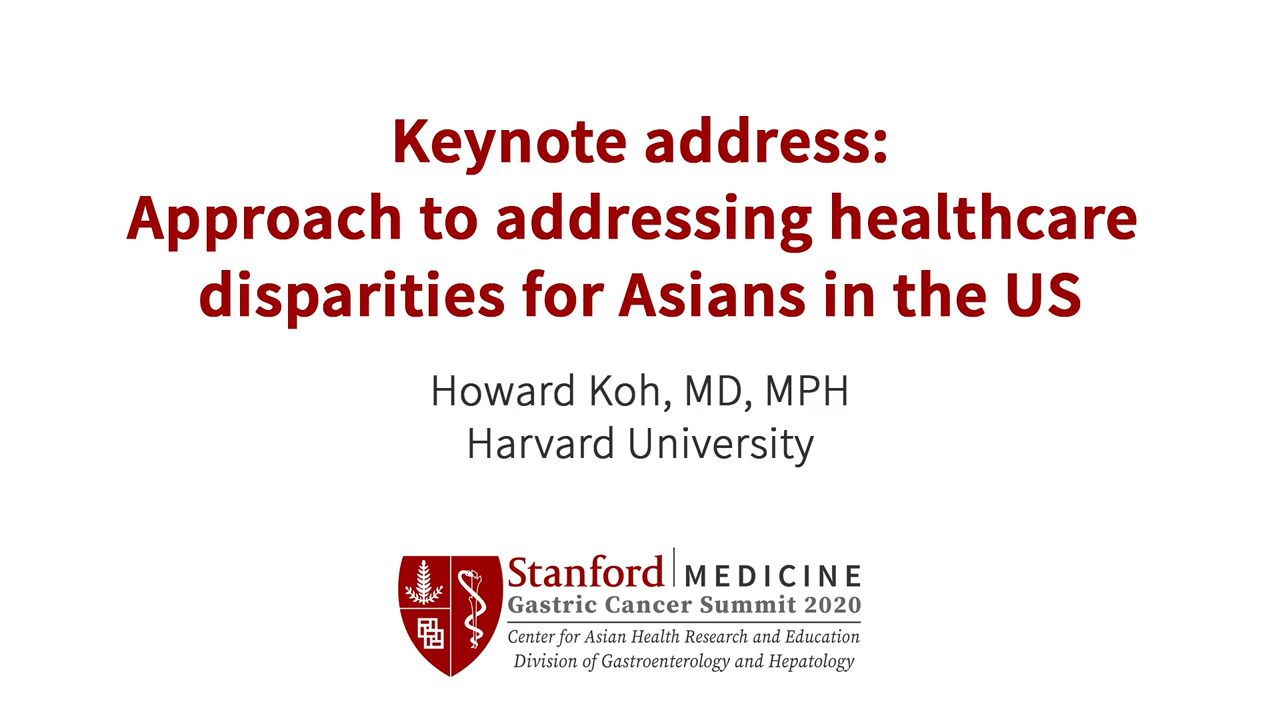 Keynote address:
Approach to addressing healthcare
disparities for Asians in the US
Howard Koh, MD, MPH
Harvard University
Stanford MEDICINE
Gastric Cancer Summit 2020
Center for Asian Health Research and Education
Division of Gastroenterology and Hepatology